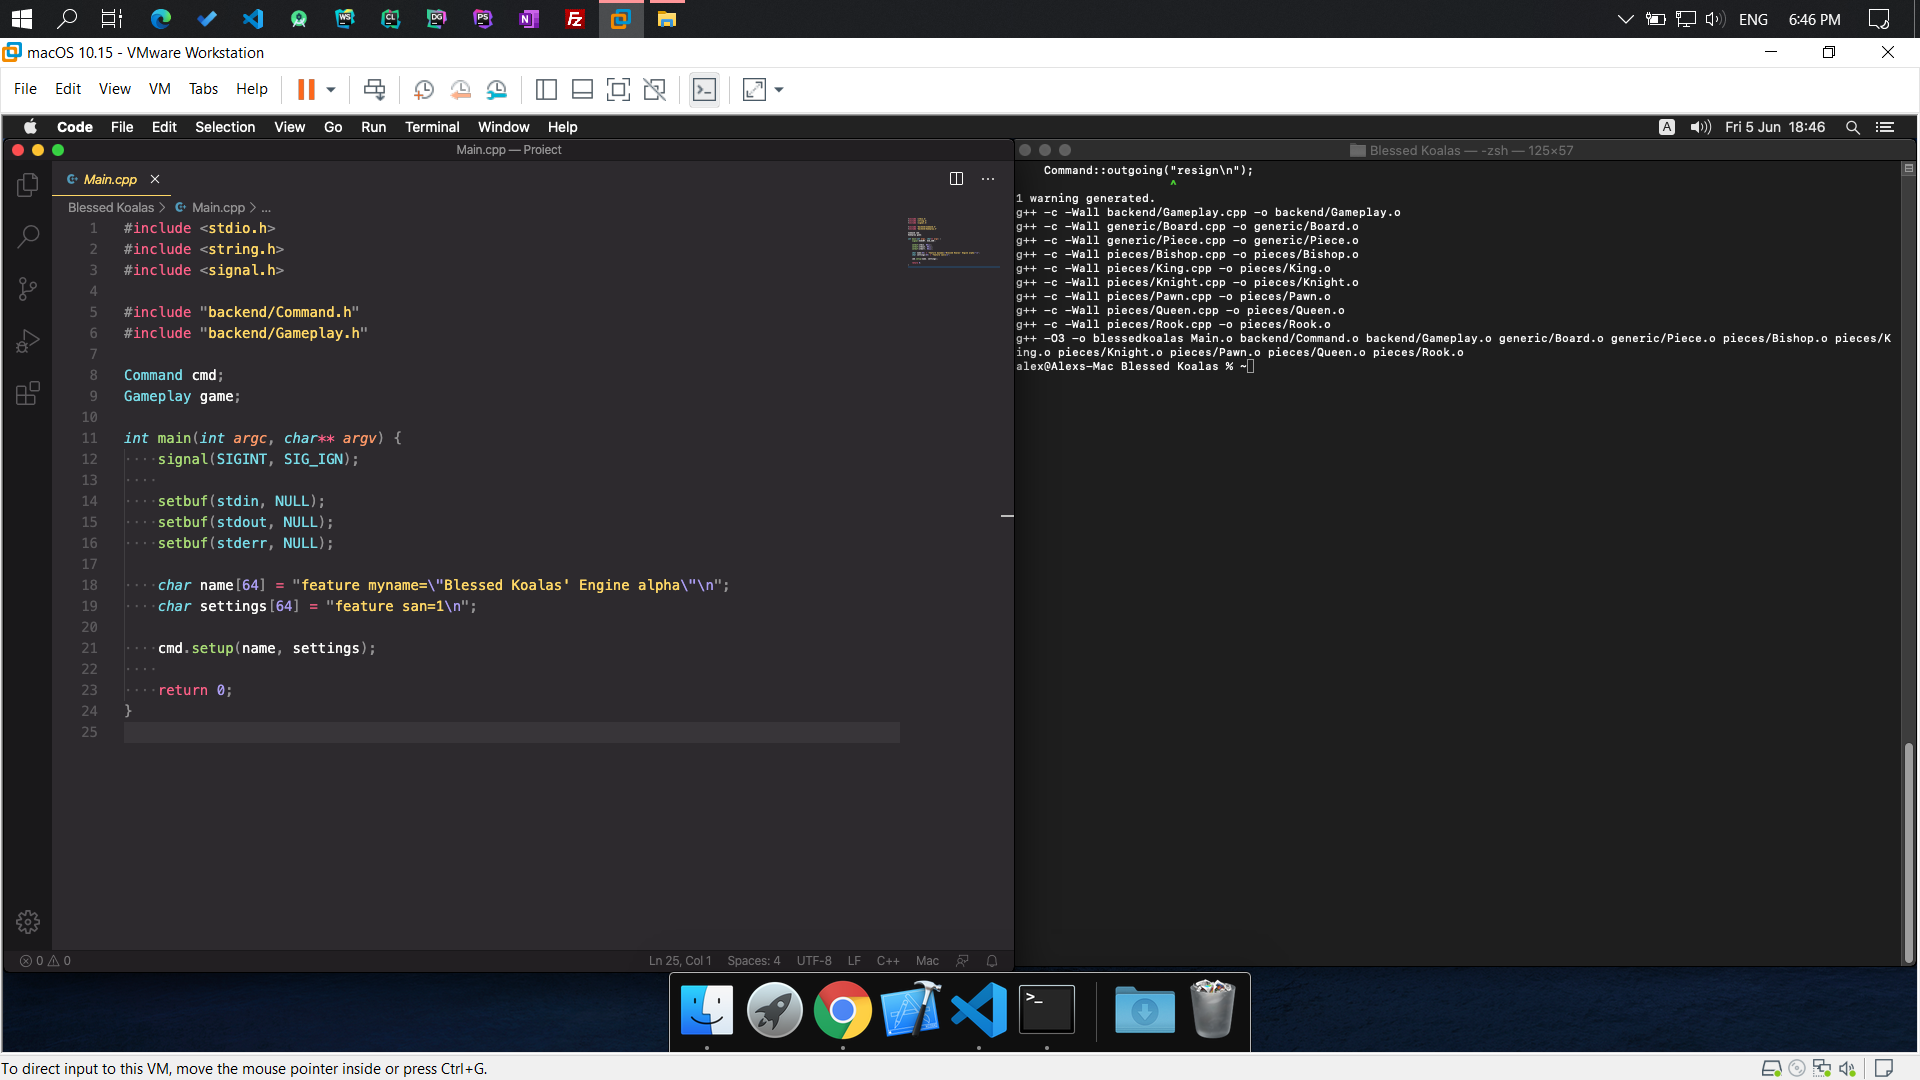 WS
CL
DG
PS
N
FZ
ENG
6:46 PM
macOS 10.15 - VMware Workstation
File Edit View VM Tabs Help
Code File Edit Selection View Go Run Terminal Window Help
A
Fri 5 Jun 18:46
Main.cpp — Project
Main.cpp
Blessed Koalas > Main.cpp > ...
1 #include <stdio.h>
2 #include <string.h>
3 #include <signal.h>
4
5 #include "backend/Command.h"
6 #include "backend/Gameplay.h"
7
8 Command cmd;
9 Gameplay game;
10
11 int main(int argc, char** argv) {
12 ····signal(SIGINT, SIG_IGN);
13 ····
14 ····setbuf(stdin, NULL);
15 ····setbuf(stdout, NULL);
16 ····setbuf(stderr, NULL);
17
18 ····char name[64] = "feature myname=\"Blessed Koalas' Engine alpha\"\n";
19 ····char settings[64] = "feature san=1\n";
20
21 ····cmd.setup(name, settings);
22 ····
23 ····return 0;
24 }
25
0 0
Ln 25, Col 1 Spaces: 4 UTF-8 LF C++ Mac
Blessed Koalas — -zsh — 125×57
Command::outgoing("resign\n");
^
1 warning generated.
g++ -c -Wall backend/Gameplay.cpp -o backend/Gameplay.o
g++ -c -Wall generic/Board.cpp -o generic/Board.o
g++ -c -Wall generic/Piece.cpp -o generic/Piece.o
g++ -c -Wall pieces/Bishop.cpp -o pieces/Bishop.o
g++ -c -Wall pieces/King.cpp -o pieces/King.o
g++ -c -Wall pieces/Knight.cpp -o pieces/Knight.o
g++ -c -Wall pieces/Pawn.cpp -o pieces/Pawn.o
g++ -c -Wall pieces/Queen.cpp -o pieces/Queen.o
g++ -c -Wall pieces/Rook.cpp -o pieces/Rook.o
g++ -O3 -o blessedkoalas Main.o backend/Command.o backend/Gameplay.o generic/Board.o generic/Piece.o pieces/Bishop.o pieces/K
ing.o pieces/Knight.o pieces/Pawn.o pieces/Queen.o pieces/Rook.o
alex@Alexs-Mac Blessed Koalas % ~
>_
To direct input to this VM, move the mouse pointer inside or press Ctrl+G.